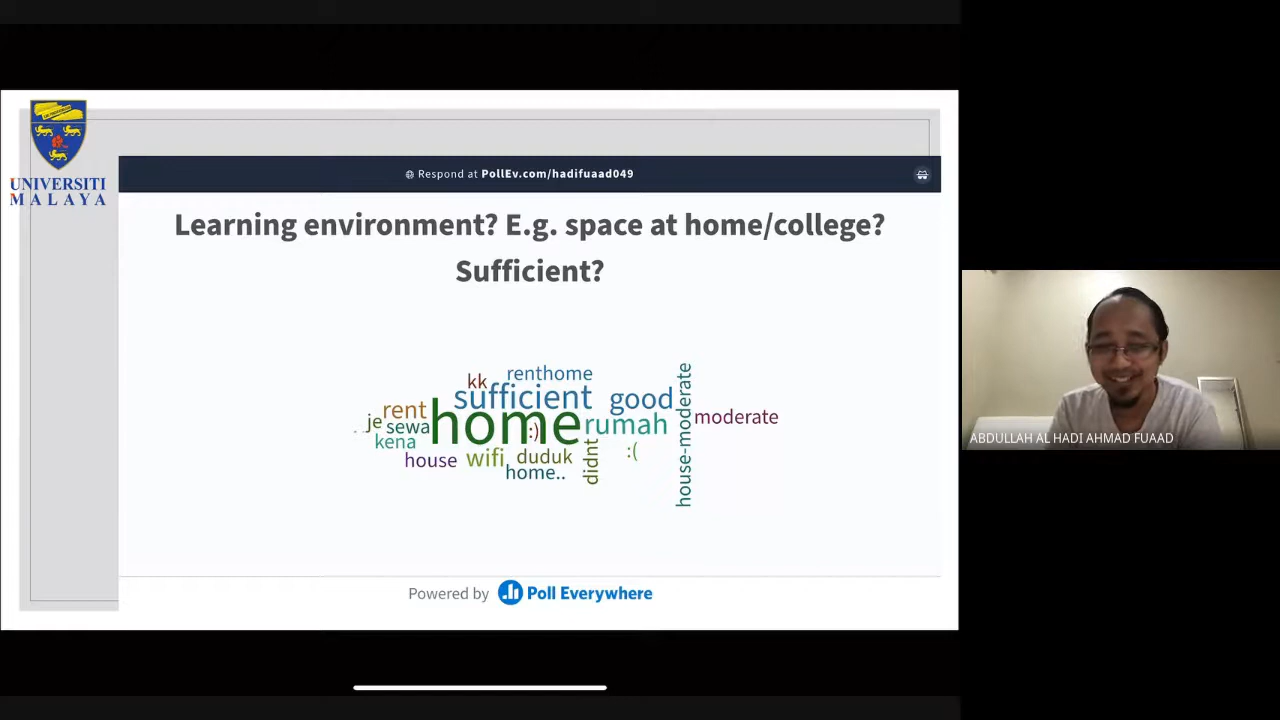 UNIVERSITI
MALAYA
Respond at PollEv.com/hadifuaad049
Learning environment? E.g. space at home/college?
Sufficient?
kk
renthome
sufficient
good
rent
je
sewa
home
:)
rumah
house-moderate
moderate
kena
house
wifi
duduk
home..
didnt
:(
Powered by Poll Everywhere
ABDULLAH AL HADI AHMAD FUAAD